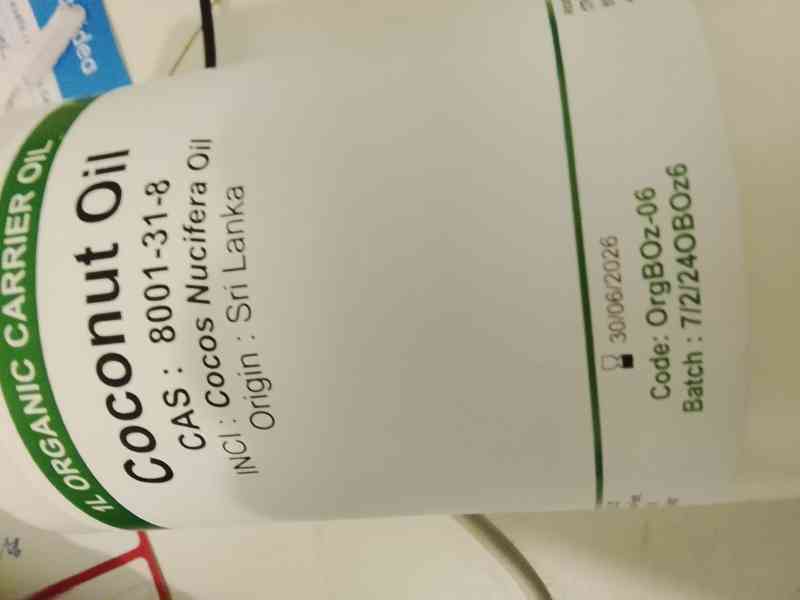 1L ORGANIC CARRIER OIL
Coconut Oil
CAS : 8001-31-8
INCI : Cocos Nucifera Oil
Origin : Sri Lanka
30/06/2026
Code: OrgBOz-06
Batch : 7/2/24OBOz6